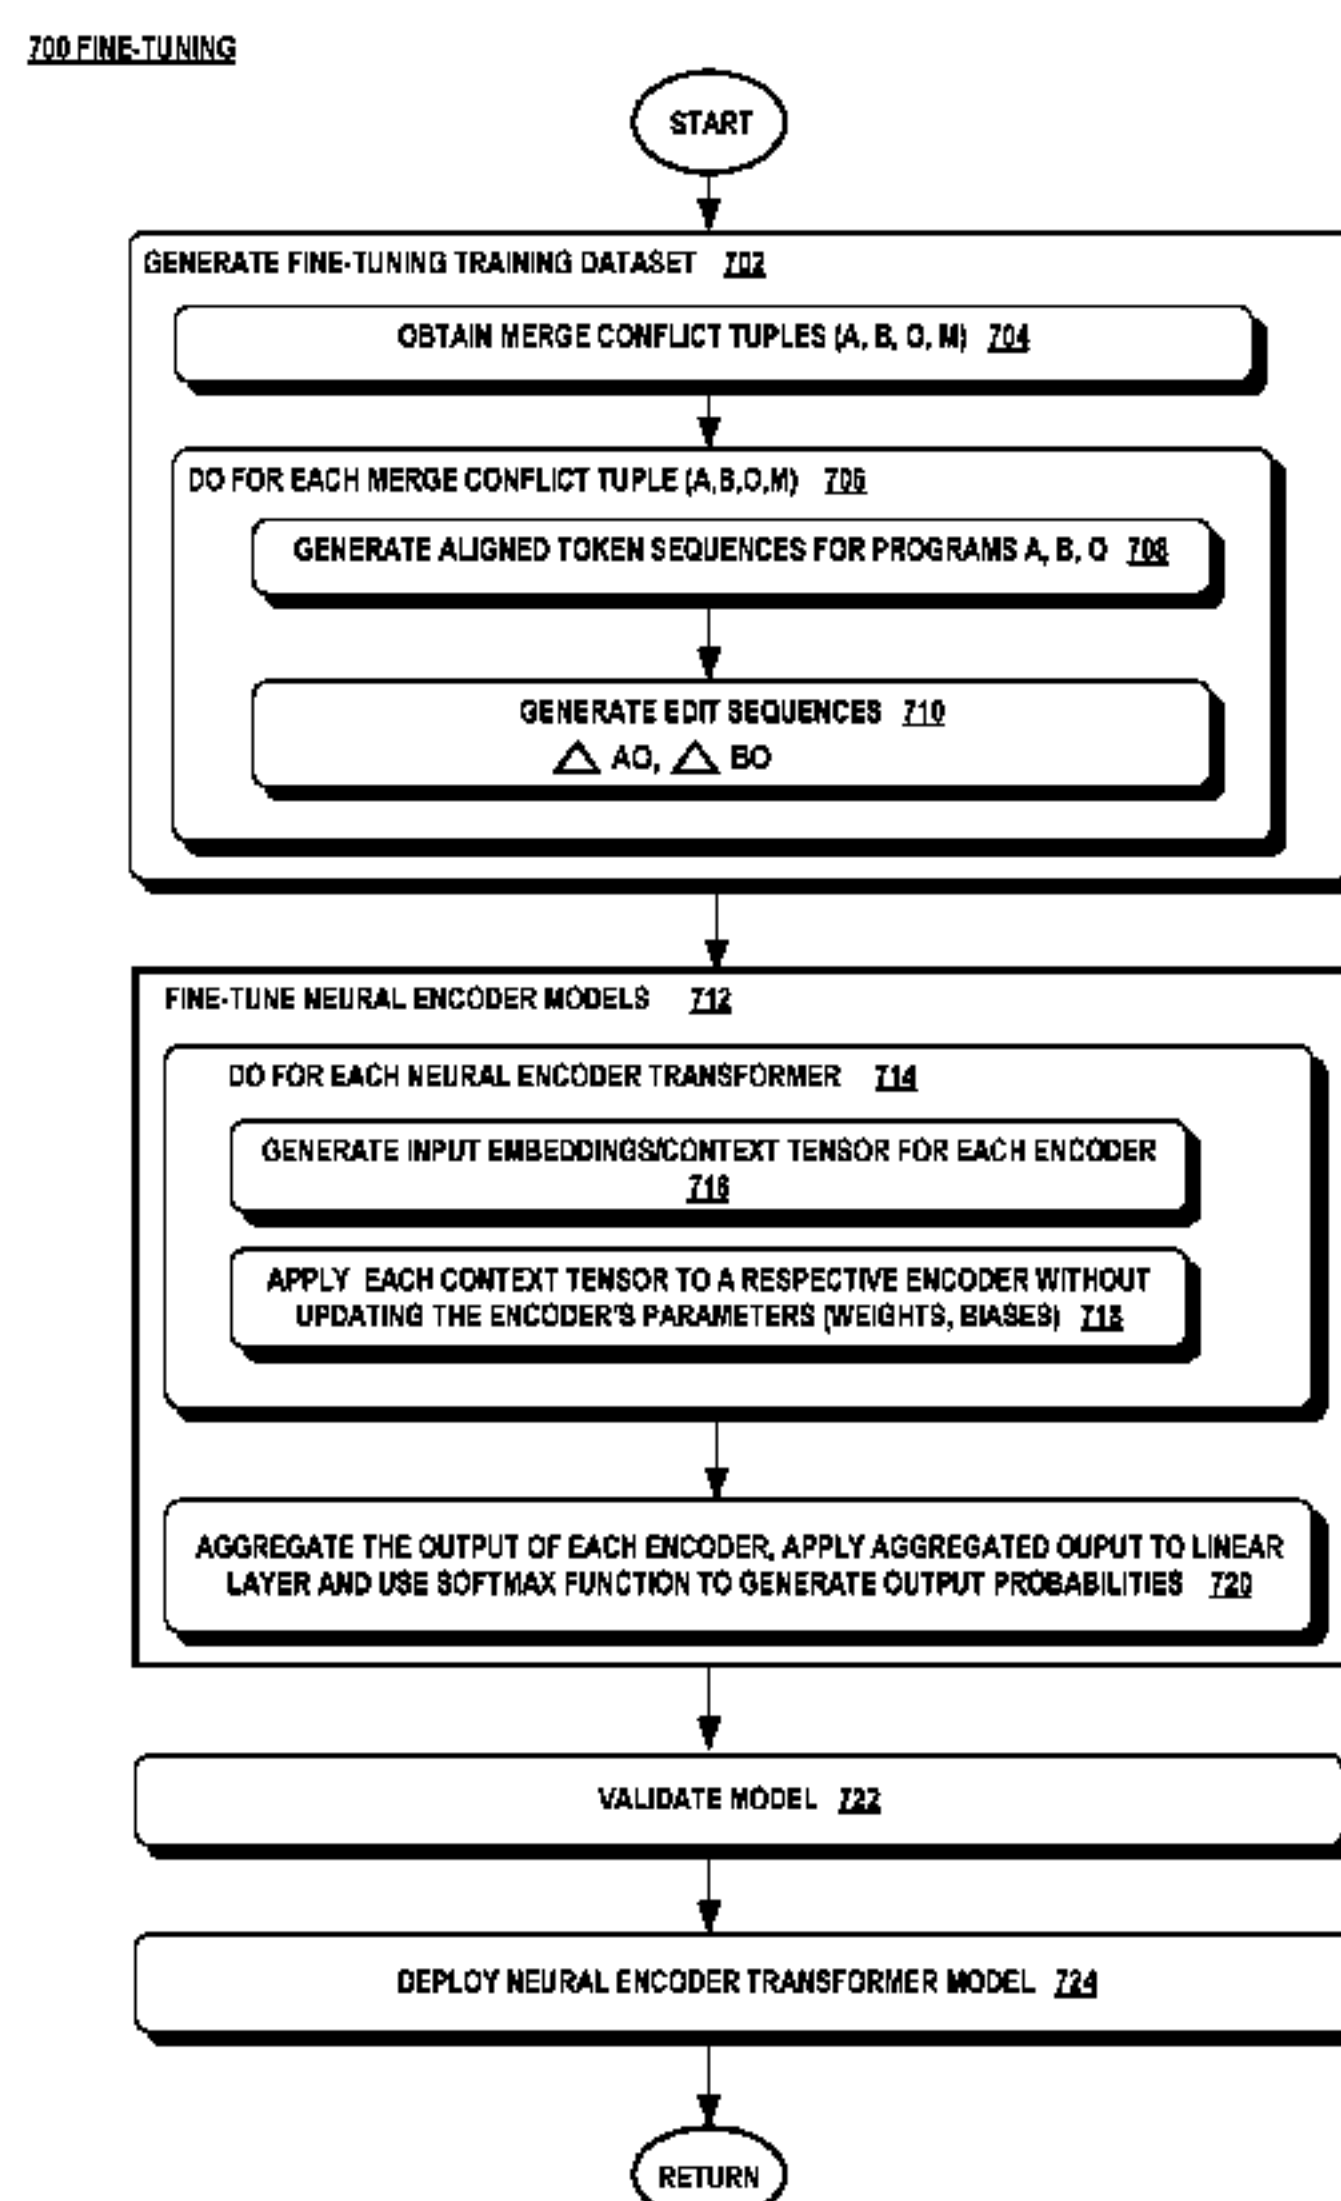 700 FINE-TUNING
START
GENERATE FINE-TUNING TRAINING DATASET 702
OBTAIN MERGE CONFLICT TUPLES (A, B, O, M) 704
DO FOR EACH MERGE CONFLICT TUPLE (A,B,O,M) 706
GENERATE ALIGNED TOKEN SEQUENCES FOR PROGRAMS A, B, O 708
GENERATE EDIT SEQUENCES 710
△ AO, △ BO
FINE-TUNE NEURAL ENCODER MODELS 712
DO FOR EACH NEURAL ENCODER TRANSFORMER 714
GENERATE INPUT EMBEDDINGS/CONTEXT TENSOR FOR EACH ENCODER
716
APPLY EACH CONTEXT TENSOR TO A RESPECTIVE ENCODER WITHOUT
UPDATING THE ENCODER'S PARAMETERS (WEIGHTS, BIASES) 718
AGGREGATE THE OUTPUT OF EACH ENCODER, APPLY AGGREGATED OUPUT TO LINEAR
LAYER AND USE SOFTMAX FUNCTION TO GENERATE OUTPUT PROBABILITIES 720
VALIDATE MODEL 722
DEPLOY NEURAL ENCODER TRANSFORMER MODEL 724
RETURN